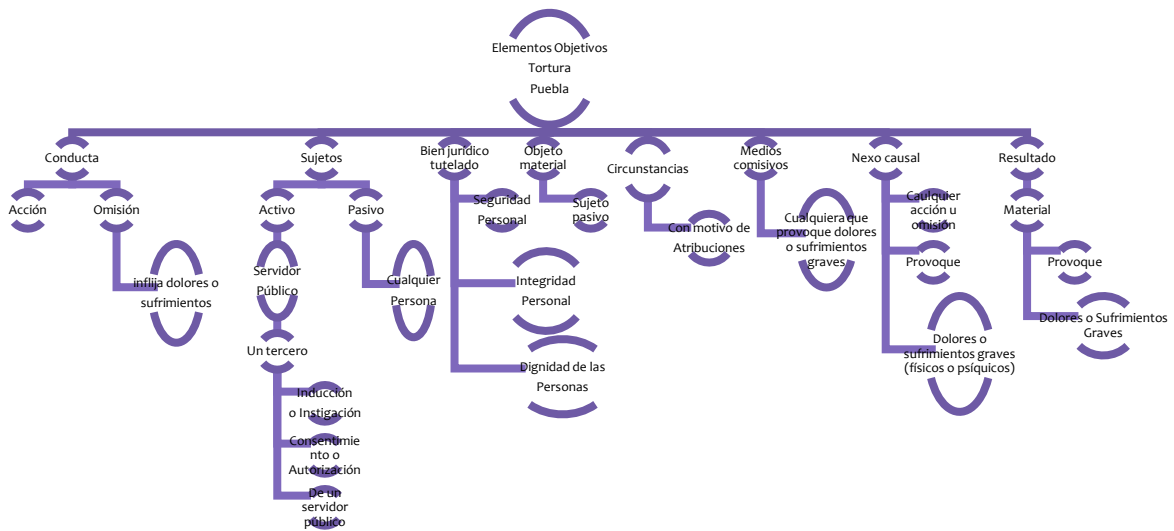 Elementos Objetivos
Tortura
Puebla
Conducta
Acción
Omisión
inflija dolores o
sufrimientos
Sujetos
Activo
Servidor
Público
Un tercero
Inducción
o Instigación
Consentimie
nto o
Autorización
De un
servidor
público
Pasivo
Cualquier
Persona
Bien jurídico
tutelado
Seguridad
Personal
Integridad
Personal
Dignidad de las
Personas
Objeto
material
Sujeto
pasivo
Circunstancias
Con motivo de
Atribuciones
Medios
comisivos
Cualquiera que
provoque dolores
o sufrimientos
graves
Nexo causal
Caulquier
acción u
omisión
Provoque
Dolores o
sufrimientos graves
(físicos o psíquicos)
Resultado
Material
Provoque
Dolores o Sufrimientos
Graves